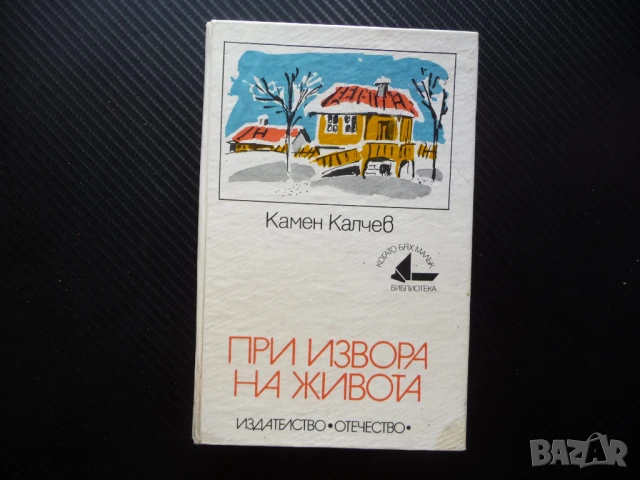 Камен Калчев
КОГАТО БЯХ МАЛЪК
БИБЛИОТЕКА
ПРИ ИЗВОРА
НА ЖИВОТА
ИЗДАТЕЛСТВО • ОТЕЧЕСТВО •
BAZAR